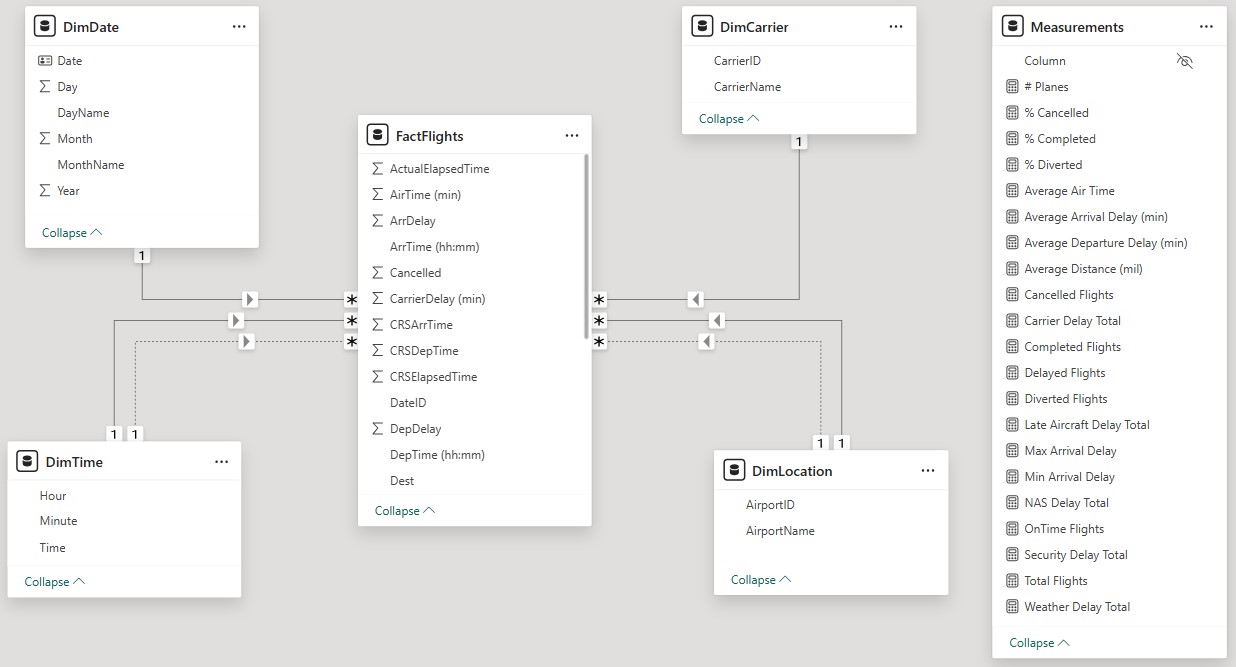 DimDate
Date
Day
DayName
Month
MonthName
Year
Collapse
1
DimTime
1 1
Hour
Minute
Time
Collapse
FactFlights
ActualElapsedTime
AirTime (min)
ArrDelay
ArrTime (hh:mm)
Cancelled
CarrierDelay (min)
CRSArrTime
CRSDepTime
CRSElapsedTime
DateID
DepDelay
DepTime (hh:mm)
Dest
Collapse
* *
* *
* *
DimCarrier
CarrierID
CarrierName
Collapse
1
1 1
DimLocation
AirportID
AirportName
Collapse
Measurements
Column
# Planes
% Cancelled
% Completed
% Diverted
Average Air Time
Average Arrival Delay (min)
Average Departure Delay (min)
Average Distance (mil)
Cancelled Flights
Carrier Delay Total
Completed Flights
Delayed Flights
Diverted Flights
Late Aircraft Delay Total
Max Arrival Delay
Min Arrival Delay
NAS Delay Total
OnTime Flights
Security Delay Total
Total Flights
Weather Delay Total
Collapse